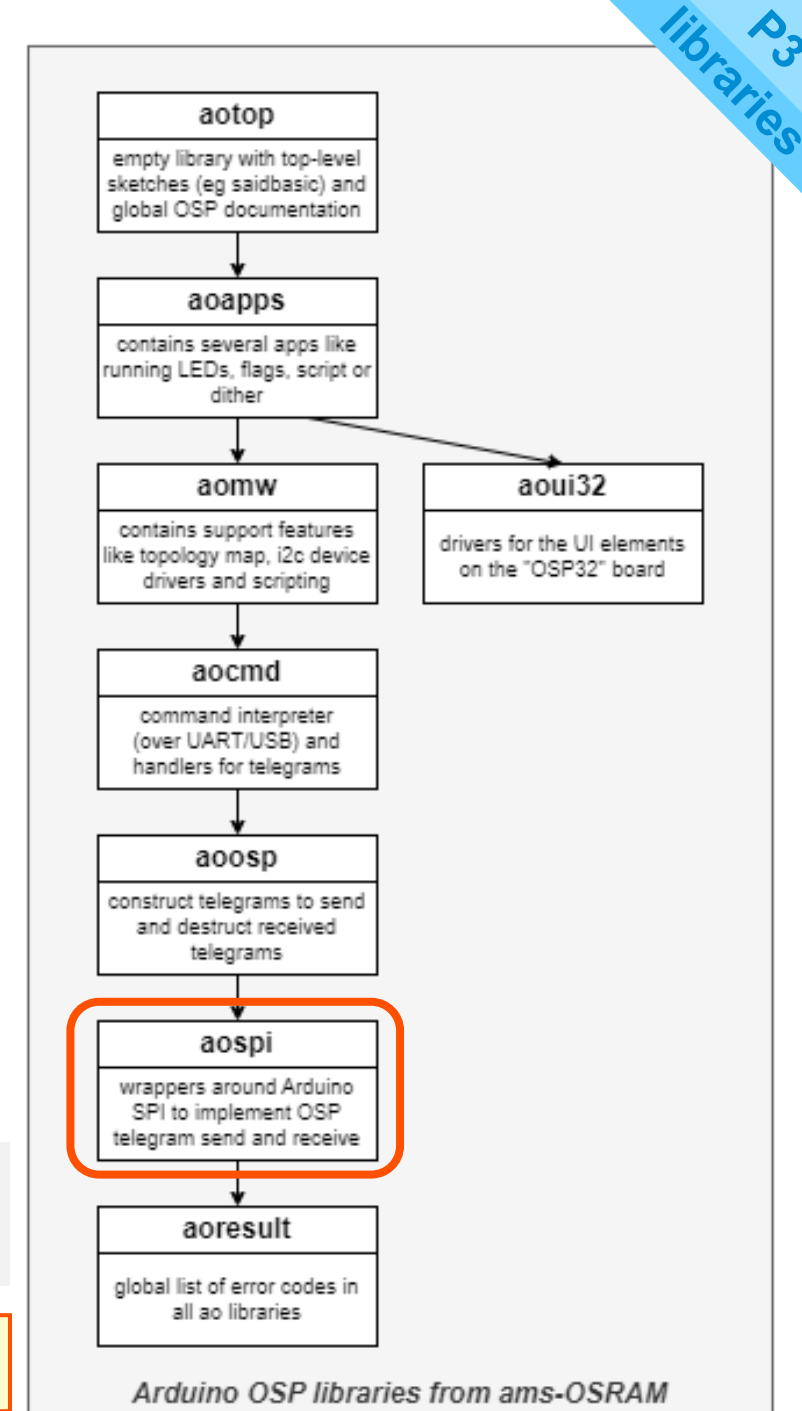 P3
libraries
aotop
empty library with top-level
sketches (eg saidbasic) and
global OSP documentation
aoapps
contains several apps like
running LEDs, flags, script or
dither
aomw
contains support features
like topology map, i2c device
drivers and scripting
aoui32
drivers for the UI elements
on the "OSP32" board
aocmd
command interpreter
(over UART/USB) and
handlers for telegrams
aoosp
construct telegrams to send
and destruct received
telegrams
aospi
wrappers around Arduino
SPI to implement OSP
telegram send and receive
aoresult
global list of error codes in
all ao libraries
Arduino OSP libraries from ams-OSRAM